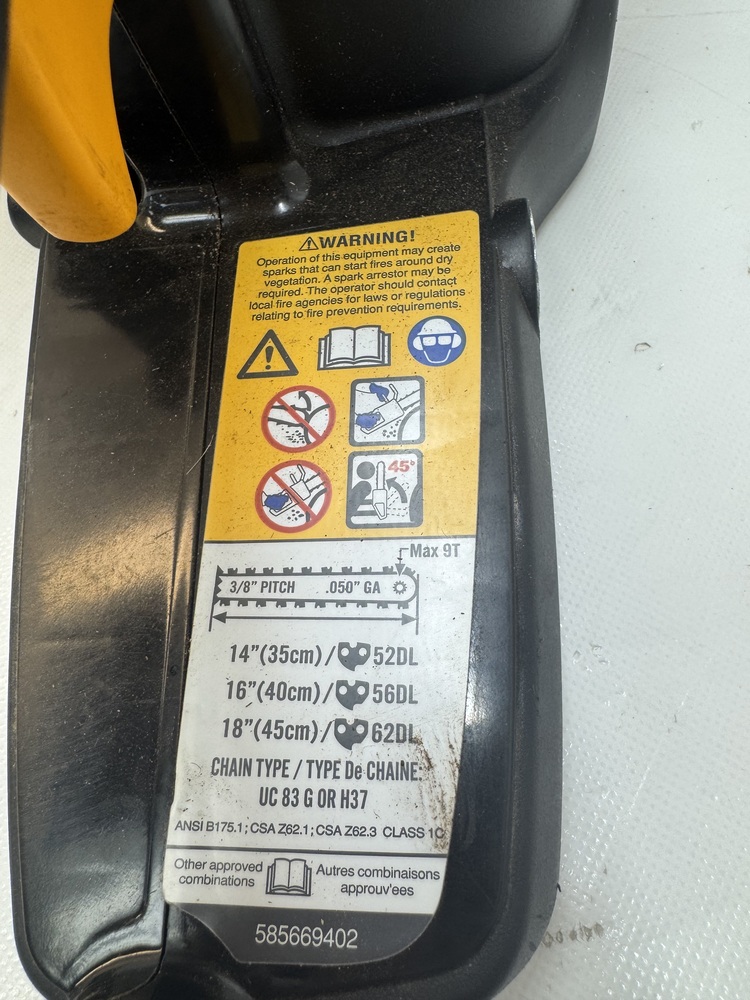 ⚠WARNING!
Operation of this equipment may create
sparks that can start fires around dry
vegetation. A spark arrestor may be
required. The operator should contact
local fire agencies for laws or regulations
relating to fire prevention requirements.
45°
Max 9T
3/8” PITCH .050” GA
14”(35cm)/ 52DL
16”(40cm)/ 56DL
18”(45cm)/ 62DL
CHAIN TYPE / TYPE De CHAINE:
UC 83 G OR H37
ANSI B175.1; CSA Z62.1; CSA Z62.3 CLASS 1C
Other approved
combinations
Autres combinaisons
approuv'ees
585669402